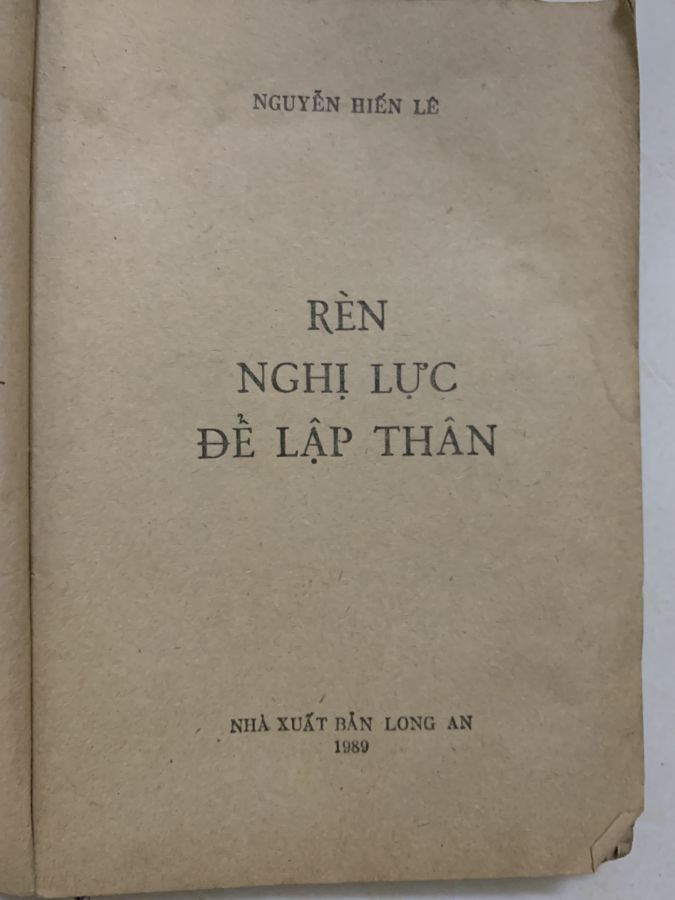 NGUYỄN HIẾN LÊ
RÈN
NGHỊ LỰC
ĐỂ LẬP THÂN
NHÀ XUẤT BẢN LONG AN
1989